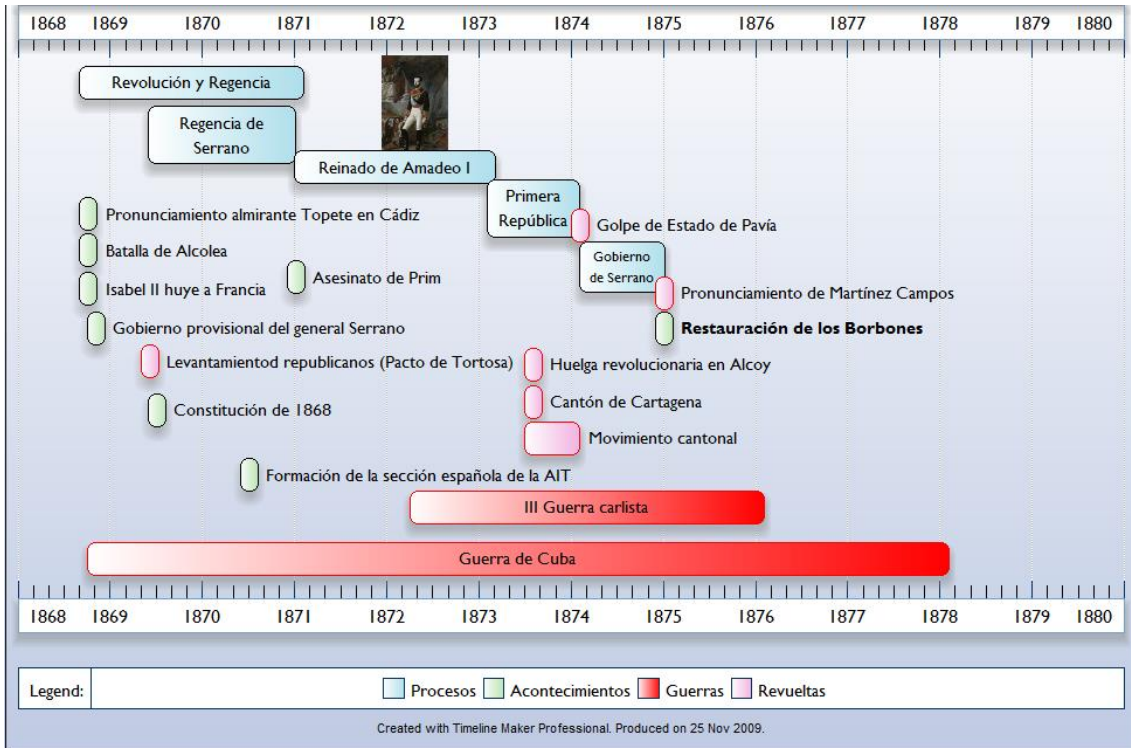 1868 1869 1870 1871 1872 1873 1874 1875 1876 1877 1878 1879 1880
Revolución y Regencia
Regencia de
Serrano
Reinado de Amadeo I
Primera
República
Pronunciamiento almirante Topete en Cádiz
Golpe de Estado de Pavía
Batalla de Alcolea
Gobierno
de Serrano
Asesinato de Prim
Isabel II huye a Francia
Pronunciamiento de Martínez Campos
Gobierno provisional del general Serrano
Restauración de los Borbones
Levantamientod republicanos (Pacto de Tortosa)
Huelga revolucionaria en Alcoy
Constitución de 1868
Cantón de Cartagena
Movimiento cantonal
Formación de la sección española de la AIT
III Guerra carlista
Guerra de Cuba
1868 1869 1870 1871 1872 1873 1874 1875 1876 1877 1878 1879 1880
Legend: Procesos Acontecimientos Guerras Revueltas
Created with Timeline Maker Professional. Produced on 25 Nov 2009.